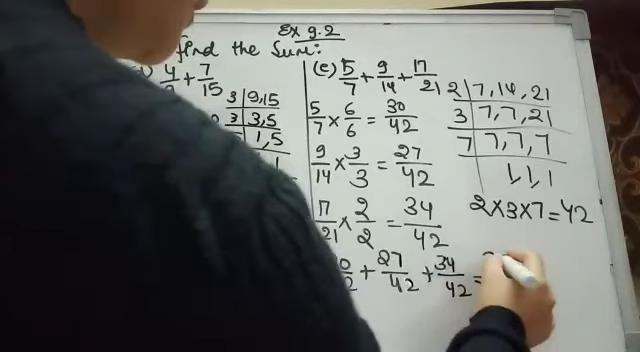 Ex 9.2
Find the Sum:
4/ + 7/15
3 | 9,15
3 | 3,5
1,5
(e) 5/7 + 9/14 + 17/21
5/7 × 6/6 = 30/42
9/14 × 3/3 = 27/42
17/21 × 2/2 = 34/42
+ 27/42 + 34/42 =
2 | 7, 14, 21
3 | 7, 7, 21
7 | 7, 7, 7
1, 1, 1
2×3×7=42